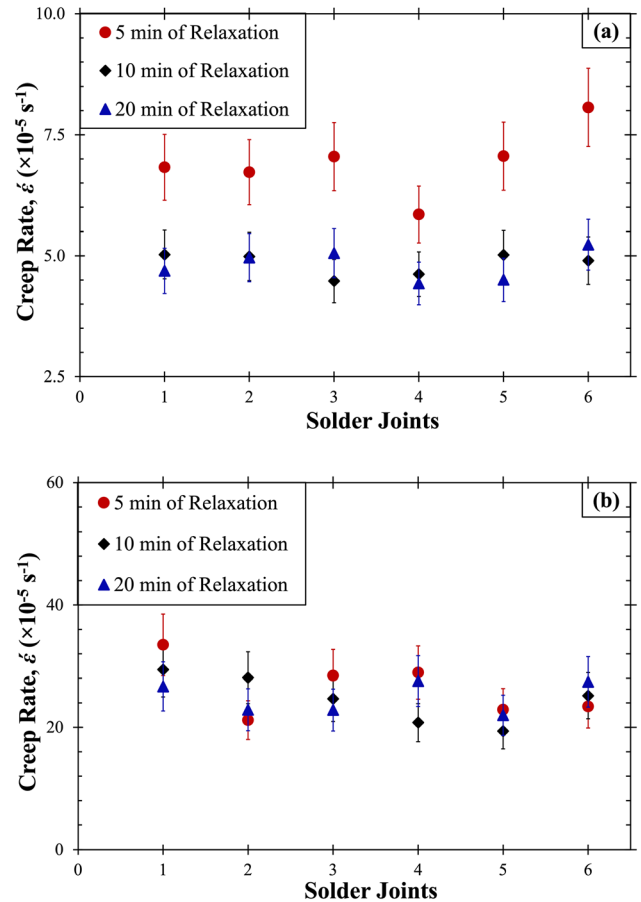 10.0
5 min of Relaxation
(a)
10 min of Relaxation
20 min of Relaxation
7.5
5.0
2.5
Creep Rate, έ (×10⁻⁵ s⁻¹)
0 1 2 3 4 5 6
Solder Joints
60
5 min of Relaxation
(b)
10 min of Relaxation
20 min of Relaxation
40
20
0
Creep Rate, έ (×10⁻⁵ s⁻¹)
0 1 2 3 4 5 6
Solder Joints